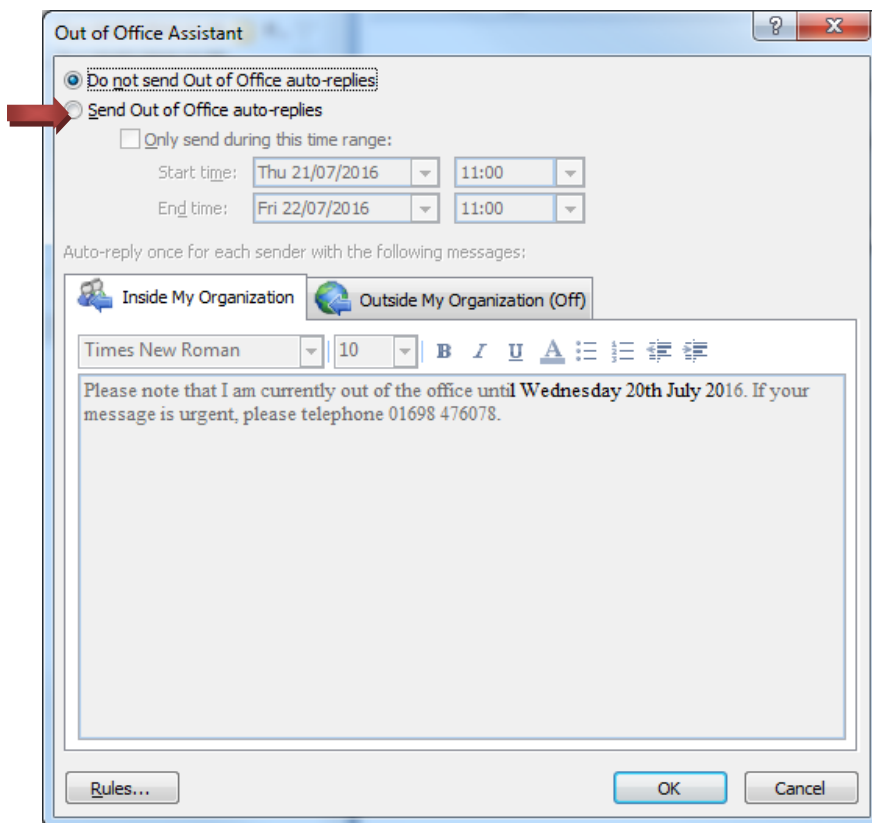 Out of Office Assistant
Do not send Out of Office auto-replies
Send Out of Office auto-replies
Only send during this time range:
Start time: Thu 21/07/2016 11:00
End time: Fri 22/07/2016 11:00
Auto-reply once for each sender with the following messages:
Inside My Organization Outside My Organization (Off)
Times New Roman 10 B I U A
Please note that I am currently out of the office until Wednesday 20th July 2016. If your
message is urgent, please telephone 01698 476078.
Rules... OK Cancel